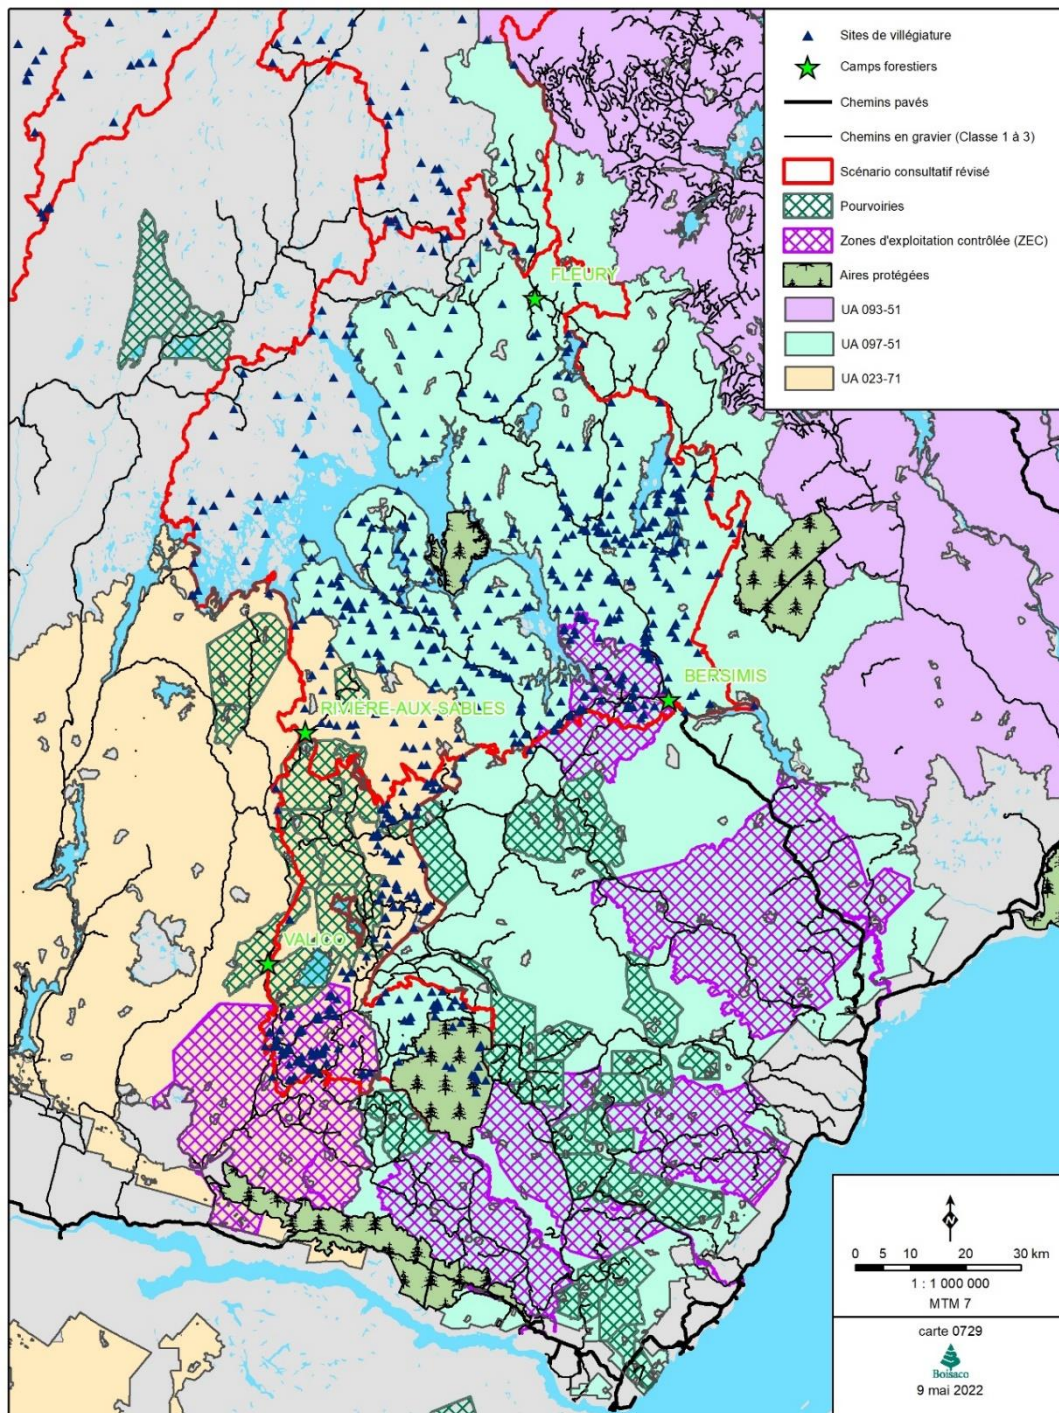 Sites de villégiature
Camps forestiers
Chemins pavés
Chemins en gravier (Classe 1 à 3)
Scénario consultatif révisé
Pourvoiries
Zones d'exploitation contrôlée (ZEC)
Aires protégées
UA 093-51
UA 097-51
UA 023-71
FLEURY
BERSIMIS
RIVIÈRE-AUX-SABLES
VALICO
N
0 5 10 20 30 km
1 : 1 000 000
MTM 7
carte 0729
Boisaco
9 mai 2022